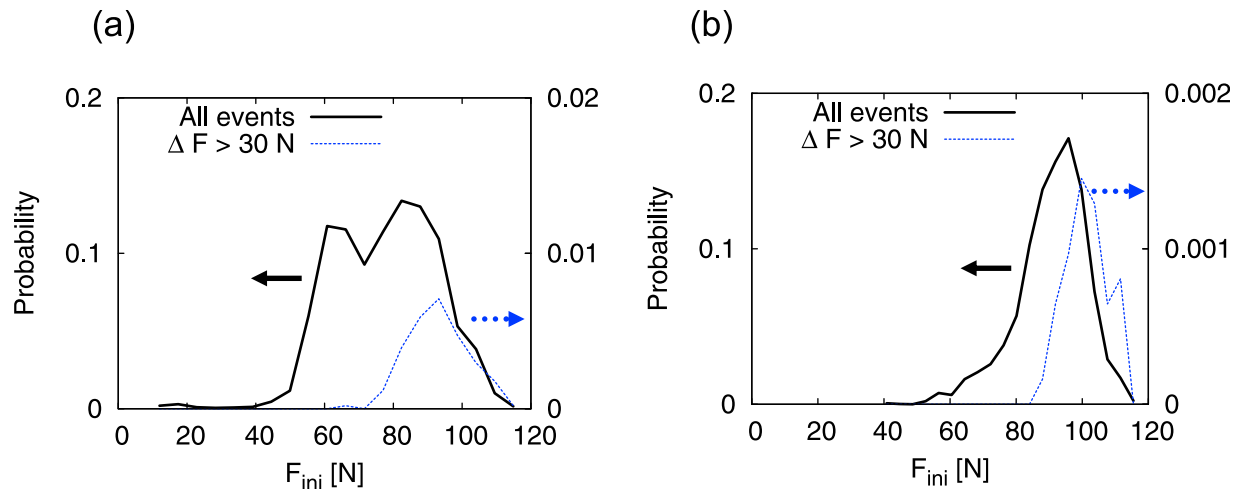 (a)
All events
Δ F > 30 N
0.2
0.1
0
0.02
0.01
0
Probability
0 20 40 60 80 100 120
F_ini [N]
(b)
All events
Δ F > 30 N
0.2
0.1
0
0.002
0.001
0
Probability
0 20 40 60 80 100 120
F_ini [N]